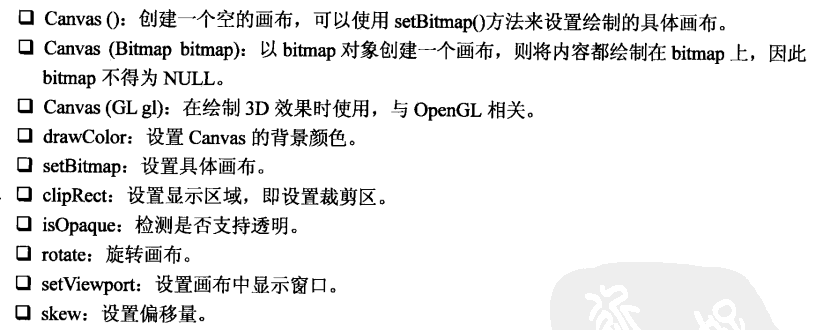 ❑ Canvas ()：创建一个空的画布，可以使用 setBitmap()方法来设置绘制的具体画布。
❑ Canvas (Bitmap bitmap)：以 bitmap 对象创建一个画布，则将内容都绘制在 bitmap 上，因此
bitmap 不得为 NULL。
❑ Canvas (GL gl)：在绘制 3D 效果时使用，与 OpenGL 相关。
❑ drawColor：设置 Canvas 的背景颜色。
❑ setBitmap：设置具体画布。
❑ clipRect：设置显示区域，即设置裁剪区。
❑ isOpaque：检测是否支持透明。
❑ rotate：旋转画布。
❑ setViewport：设置画布中显示窗口。
❑ skew：设置偏移量。